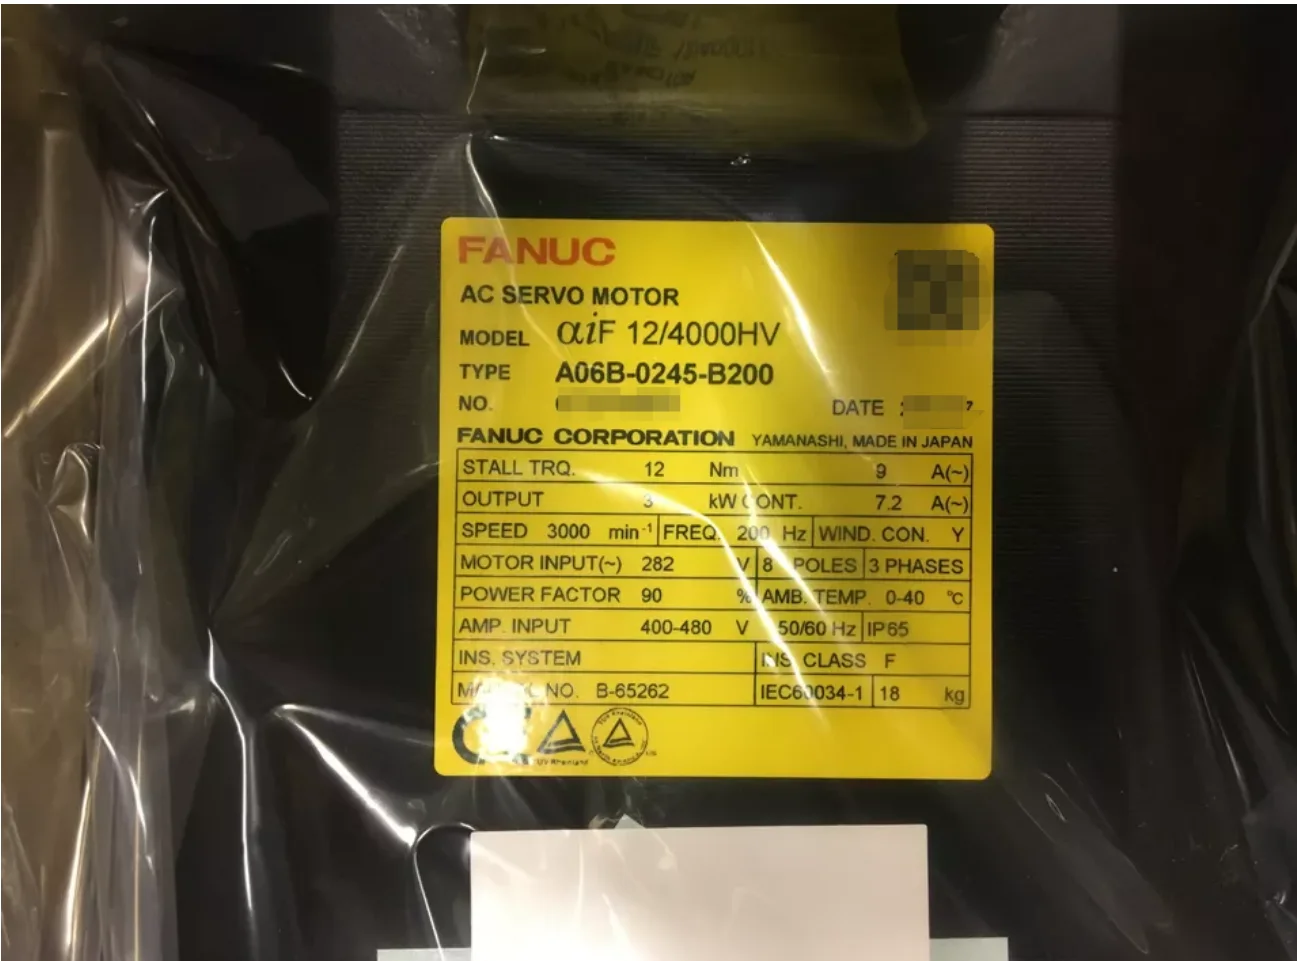 FANUC
AC SERVO MOTOR
MODEL αiF 12/4000HV
TYPE A06B-0245-B200
NO. DATE
FANUC CORPORATION YAMANASHI, MADE IN JAPAN
STALL TRQ. 12 Nm 9 A(~)
OUTPUT 3 kW CONT. 7.2 A(~)
SPEED 3000 min⁻¹ FREQ. 200 Hz WIND. CON. Y
MOTOR INPUT(~) 282 V 8 POLES 3 PHASES
POWER FACTOR 90 % AMB. TEMP. 0-40 ℃
AMP. INPUT 400-480 V 50/60 Hz IP65
INS. SYSTEM INS. CLASS F
NO. B-65262 IEC60034-1 18 kg